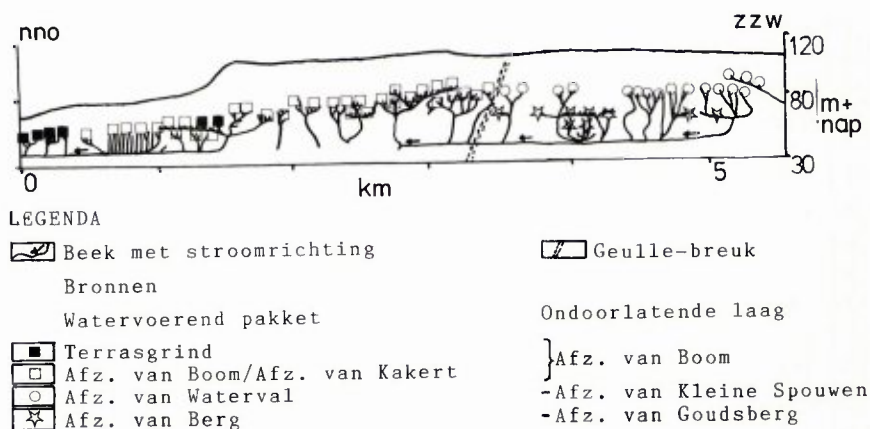 nno
zzw
120
80
m+
nap
30
0
km
5
LEGENDA
Beek met stroomrichting
Geulle-breuk
Bronnen
Watervoerend pakket
Ondoorlatende laag
Terrasgrind
Afz. van Boom/Afz. van Kakert
}Afz. van Boom
Afz. van Waterval
-Afz. van Kleine Spouwen
Afz. van Berg
-Afz. van Goudsberg